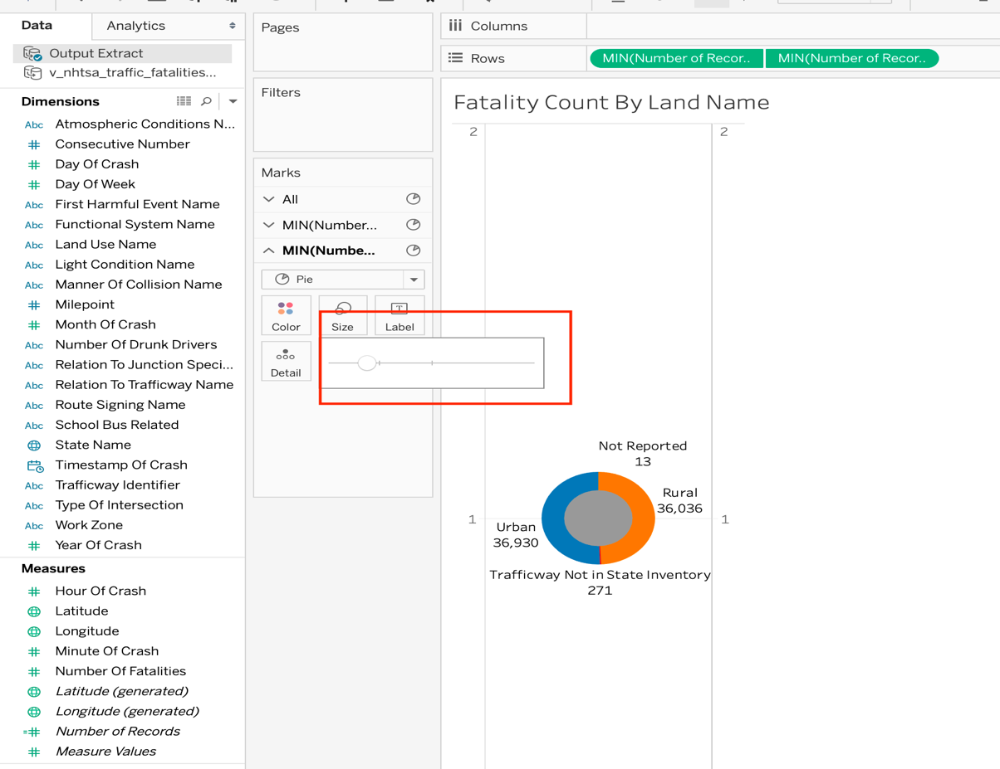 Data
Analytics
Output Extract
v_nhtsa_traffic_fatalities...
Dimensions
Abc Atmospheric Conditions N...
Consecutive Number
Day Of Crash
Day Of Week
Abc First Harmful Event Name
Abc Functional System Name
Abc Land Use Name
Abc Light Condition Name
Abc Manner Of Collision Name
Milepoint
Month Of Crash
Abc Number Of Drunk Drivers
Abc Relation To Junction Speci...
Abc Relation To Trafficway Name
Abc Route Signing Name
Abc School Bus Related
State Name
Timestamp Of Crash
Abc Trafficway Identifier
Abc Type Of Intersection
Abc Work Zone
Year Of Crash
Measures
Hour Of Crash
Latitude
Longitude
Minute Of Crash
Number Of Fatalities
Latitude (generated)
Longitude (generated)
Number of Records
Measure Values
Pages
Filters
Marks
All
MIN(Number...
MIN(Numbe...
Pie
Color
Size
Label
Detail
Columns
Rows
MIN(Number of Recor..
MIN(Number of Recor..
Fatality Count By Land Name
2
2
Not Reported
13
Rural
36,036
1
1
Urban
36,930
Trafficway Not in State Inventory
271